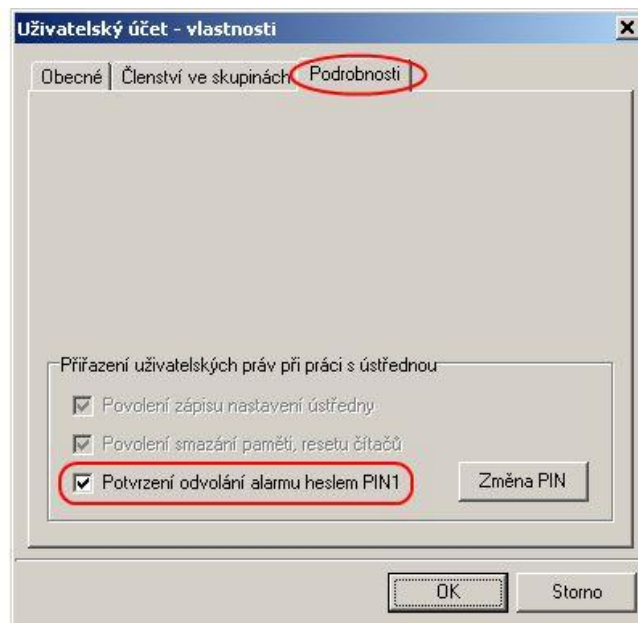 Uživatelský účet - vlastnosti
Obecné
Členství ve skupinách
Podrobnosti
Přiřazení uživatelských práv při práci s ústřednou
Povolení zápisu nastavení ústředny
Povolení smazání paměti, resetu čítačů
Potvrzení odvolání alarmu heslem PIN1
Změna PIN
OK
Storno